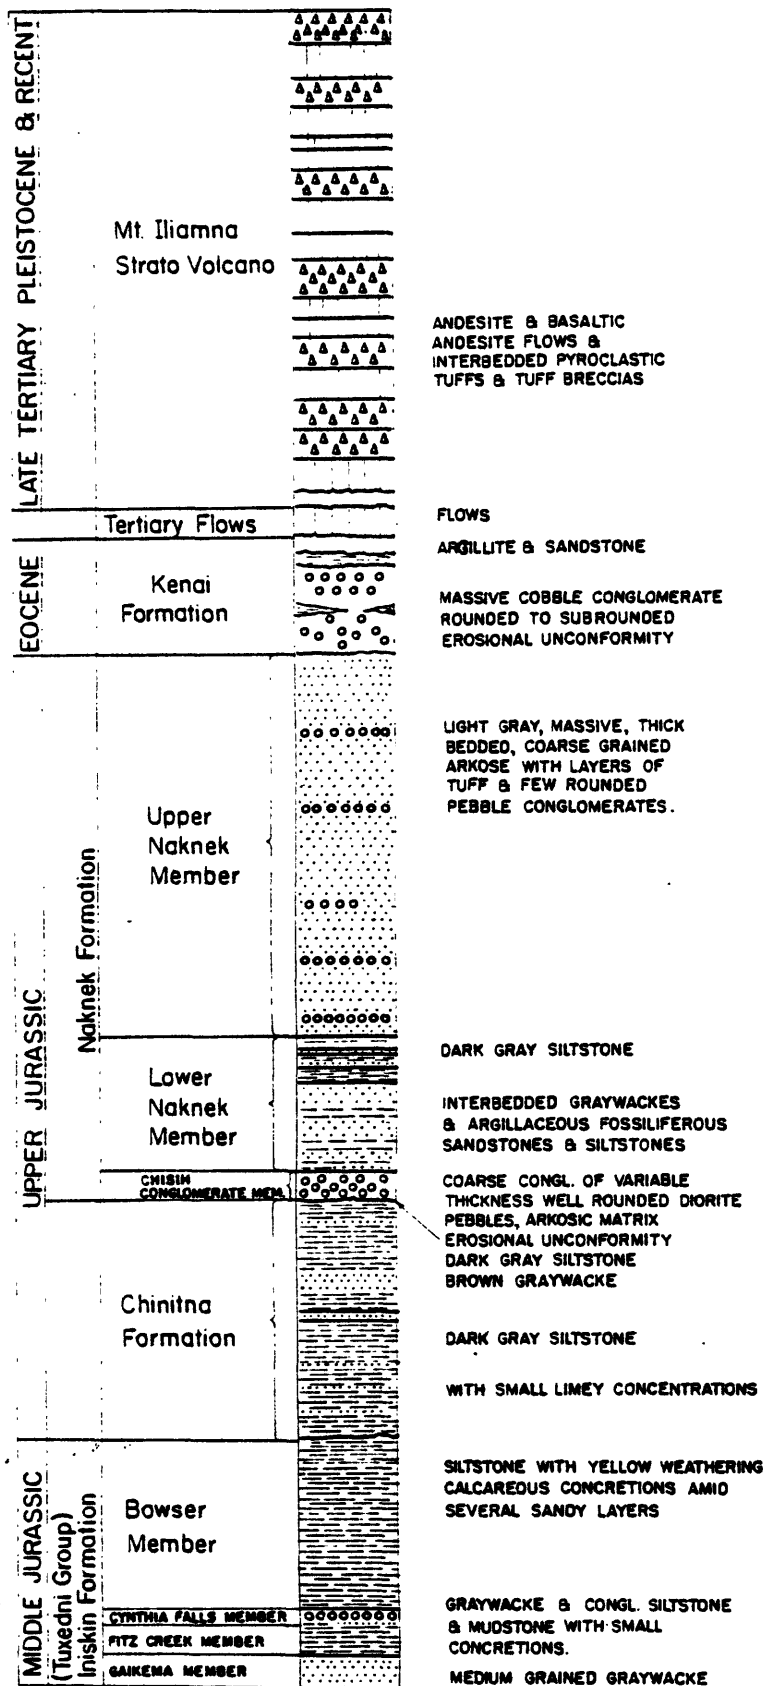 LATE TERTIARY PLEISTOCENE & RECENT
Mt. Iliamna
Strato Volcano
ANDESITE & BASALTIC
ANDESITE FLOWS &
INTERBEDDED PYROCLASTIC
TUFFS & TUFF BRECCIAS
Tertiary Flows
FLOWS
EOCENE
Kenai
Formation
ARGILLITE & SANDSTONE
MASSIVE COBBLE CONGLOMERATE
ROUNDED TO SUBROUNDED
EROSIONAL UNCONFORMITY
UPPER JURASSIC
Naknek Formation
Upper
Naknek
Member
LIGHT GRAY, MASSIVE, THICK
BEDDED, COARSE GRAINED
ARKOSE WITH LAYERS OF
TUFF & FEW ROUNDED
PEBBLE CONGLOMERATES.
Lower
Naknek
Member
DARK GRAY SILTSTONE
INTERBEDDED GRAYWACKES
& ARGILLACEOUS FOSSILIFEROUS
SANDSTONES & SILTSTONES
CHISIH
CONGLOMERATE MEM.
COARSE CONGL. OF VARIABLE
THICKNESS WELL ROUNDED DIORITE
PEBBLES, ARKOSIC MATRIX
EROSIONAL UNCONFORMITY
DARK GRAY SILTSTONE
BROWN GRAYWACKE
Chinitna
Formation
DARK GRAY SILTSTONE
WITH SMALL LIMEY CONCENTRATIONS
MIDDLE JURASSIC
(Tuxedni Group)
Iniskin Formation
Bowser
Member
SILTSTONE WITH YELLOW WEATHERING
CALCAREOUS CONCRETIONS AMID
SEVERAL SANDY LAYERS
CYNTHIA FALLS MEMBER
FITZ CREEK MEMBER
GAIKEMA MEMBER
GRAYWACKE & CONGL. SILTSTONE
& MUDSTONE WITH SMALL
CONCRETIONS.
MEDIUM GRAINED GRAYWACKE